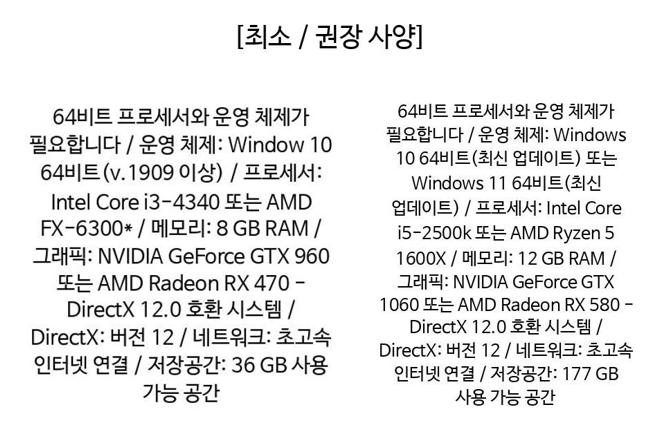 [최소 / 권장 사양]
64비트 프로세서와 운영 체제가
필요합니다 / 운영 체제: Window 10
64비트(v.1909 이상) / 프로세서:
Intel Core i3-4340 또는 AMD
FX-6300* / 메모리: 8 GB RAM /
그래픽: NVIDIA GeForce GTX 960
또는 AMD Radeon RX 470 -
DirectX 12.0 호환 시스템 /
DirectX: 버전 12 / 네트워크: 초고속
인터넷 연결 / 저장공간: 36 GB 사용
가능 공간
64비트 프로세서와 운영 체제가
필요합니다 / 운영 체제: Windows
10 64비트(최신 업데이트) 또는
Windows 11 64비트(최신
업데이트) / 프로세서: Intel Core
i5-2500k 또는 AMD Ryzen 5
1600X / 메모리: 12 GB RAM /
그래픽: NVIDIA GeForce GTX
1060 또는 AMD Radeon RX 580 -
DirectX 12.0 호환 시스템 /
DirectX: 버전 12 / 네트워크: 초고속
인터넷 연결 / 저장공간: 177 GB
사용 가능 공간